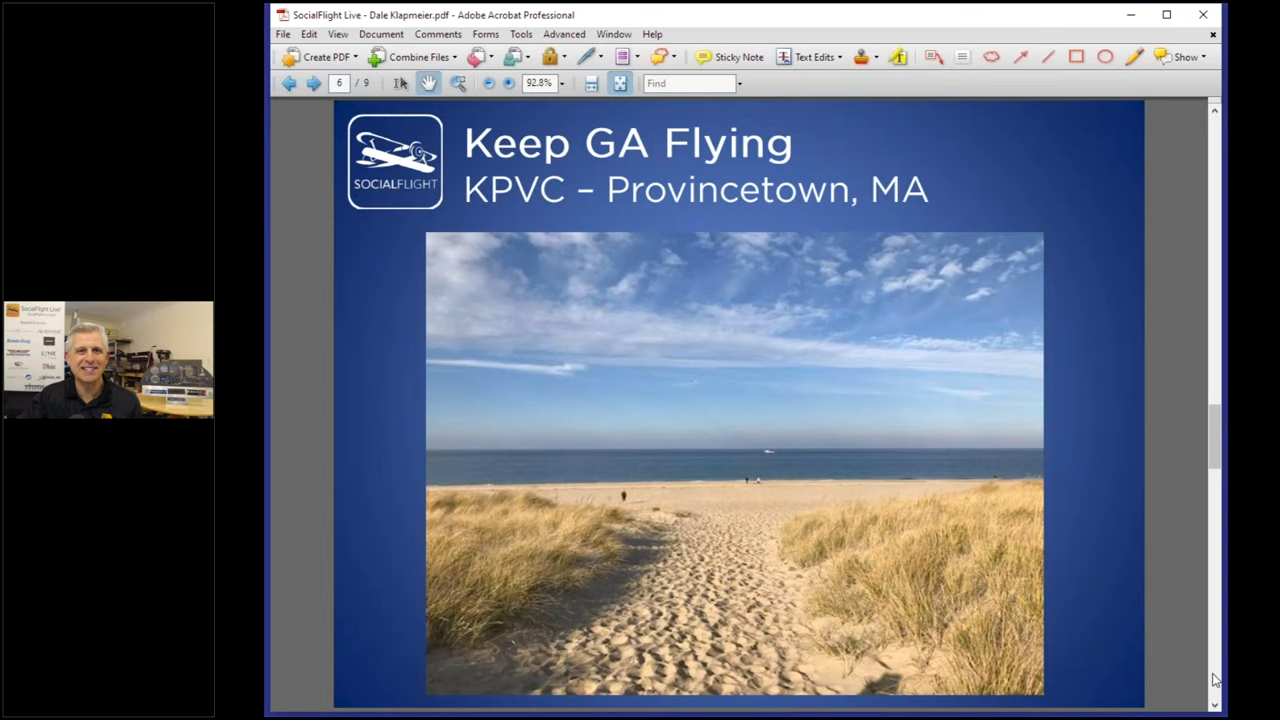 SocialFlight Live - Dale Klapmeier.pdf - Adobe Acrobat Professional
File Edit View Document Comments Forms Tools Advanced Window Help
Create PDF Combine Files Sticky Note Text Edits Show
6 / 9 92.8% Find
SOCIALFLIGHT
Keep GA Flying
KPVC – Provincetown, MA
SocialFlight Live!